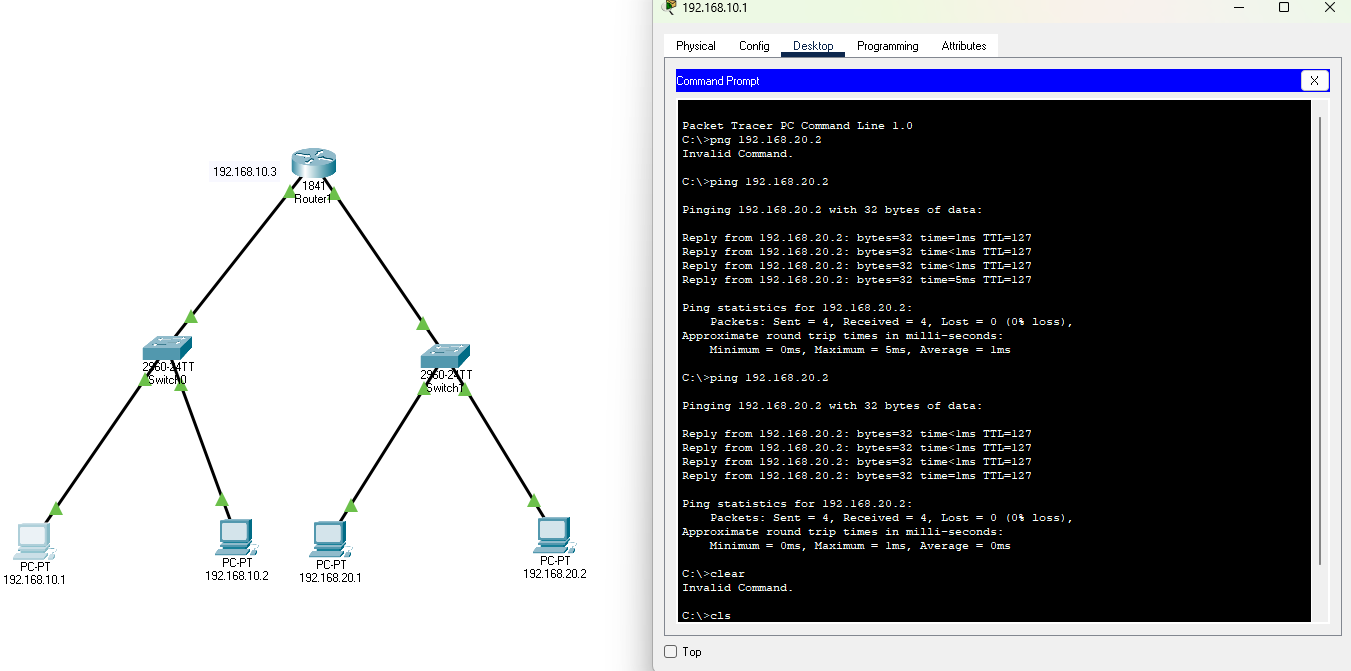 192.168.10.3
1841
Router1
2960-24TT
Switch0
2960-24TT
Switch1
PC-PT
192.168.10.1
PC-PT
192.168.10.2
PC-PT
192.168.20.1
PC-PT
192.168.20.2
192.168.10.1
Physical Config Desktop Programming Attributes
Command Prompt
X
Packet Tracer PC Command Line 1.0
C:\>png 192.168.20.2
Invalid Command.
C:\>ping 192.168.20.2
Pinging 192.168.20.2 with 32 bytes of data:
Reply from 192.168.20.2: bytes=32 time=1ms TTL=127
Reply from 192.168.20.2: bytes=32 time<1ms TTL=127
Reply from 192.168.20.2: bytes=32 time<1ms TTL=127
Reply from 192.168.20.2: bytes=32 time=5ms TTL=127
Ping statistics for 192.168.20.2:
Packets: Sent = 4, Received = 4, Lost = 0 (0% loss),
Approximate round trip times in milli-seconds:
Minimum = 0ms, Maximum = 5ms, Average = 1ms
C:\>ping 192.168.20.2
Pinging 192.168.20.2 with 32 bytes of data:
Reply from 192.168.20.2: bytes=32 time<1ms TTL=127
Reply from 192.168.20.2: bytes=32 time<1ms TTL=127
Reply from 192.168.20.2: bytes=32 time<1ms TTL=127
Reply from 192.168.20.2: bytes=32 time=1ms TTL=127
Ping statistics for 192.168.20.2:
Packets: Sent = 4, Received = 4, Lost = 0 (0% loss),
Approximate round trip times in milli-seconds:
Minimum = 0ms, Maximum = 1ms, Average = 0ms
C:\>clear
Invalid Command.
C:\>cls
Top